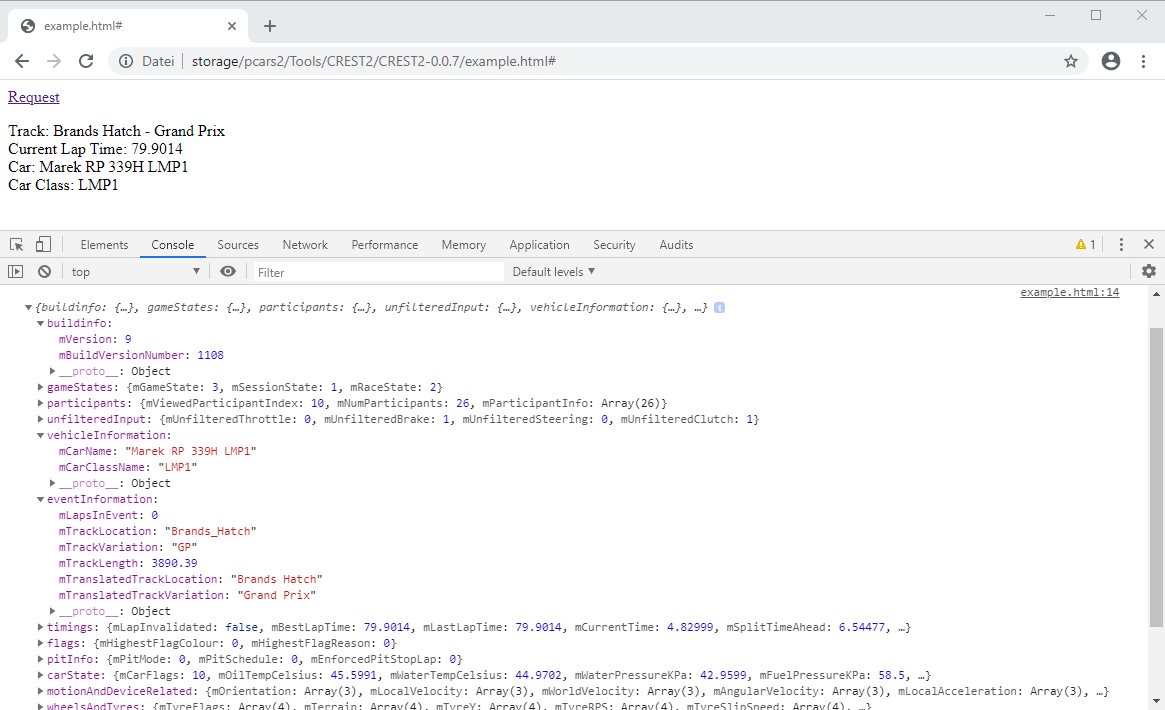 example.html#
Datei storage/pcars2/Tools/CREST2/CREST2-0.0.7/example.html#
Request
Track: Brands Hatch - Grand Prix
Current Lap Time: 79.9014
Car: Marek RP 339H LMP1
Car Class: LMP1
Elements Console Sources Network Performance Memory Application Security Audits 1
top Filter Default levels
example.html:14
{buildinfo: {…}, gameStates: {…}, participants: {…}, unfilteredInput: {…}, vehicleInformation: {…}, …} i
buildinfo:
mVersion: 9
mBuildVersionNumber: 1108
__proto__: Object
gameStates: {mGameState: 3, mSessionState: 1, mRaceState: 2}
participants: {mViewedParticipantIndex: 10, mNumParticipants: 26, mParticipantInfo: Array(26)}
unfilteredInput: {mUnfilteredThrottle: 0, mUnfilteredBrake: 1, mUnfilteredSteering: 0, mUnfilteredClutch: 1}
vehicleInformation:
mCarName: "Marek RP 339H LMP1"
mCarClassName: "LMP1"
__proto__: Object
eventInformation:
mLapsInEvent: 0
mTrackLocation: "Brands_Hatch"
mTrackVariation: "GP"
mTrackLength: 3890.39
mTranslatedTrackLocation: "Brands Hatch"
mTranslatedTrackVariation: "Grand Prix"
__proto__: Object
timings: {mLapInvalidated: false, mBestLapTime: 79.9014, mLastLapTime: 79.9014, mCurrentTime: 4.82999, mSplitTimeAhead: 6.54477, …}
flags: {mHighestFlagColour: 0, mHighestFlagReason: 0}
pitInfo: {mPitMode: 0, mPitSchedule: 0, mEnforcedPitStopLap: 0}
carState: {mCarFlags: 10, mOilTempCelsius: 45.5991, mWaterTempCelsius: 44.9702, mWaterPressureKPa: 42.9599, mFuelPressureKPa: 58.5, …}
motionAndDeviceRelated: {mOrientation: Array(3), mLocalVelocity: Array(3), mWorldVelocity: Array(3), mAngularVelocity: Array(3), mLocalAcceleration: Array(3), …}
wheelsAndTyres: {mTyreFlags: Array(4), mTerrain: Array(4), mTyreY: Array(4), mTyreRPS: Array(4), mTyreSlipSpeed: Array(4), …}